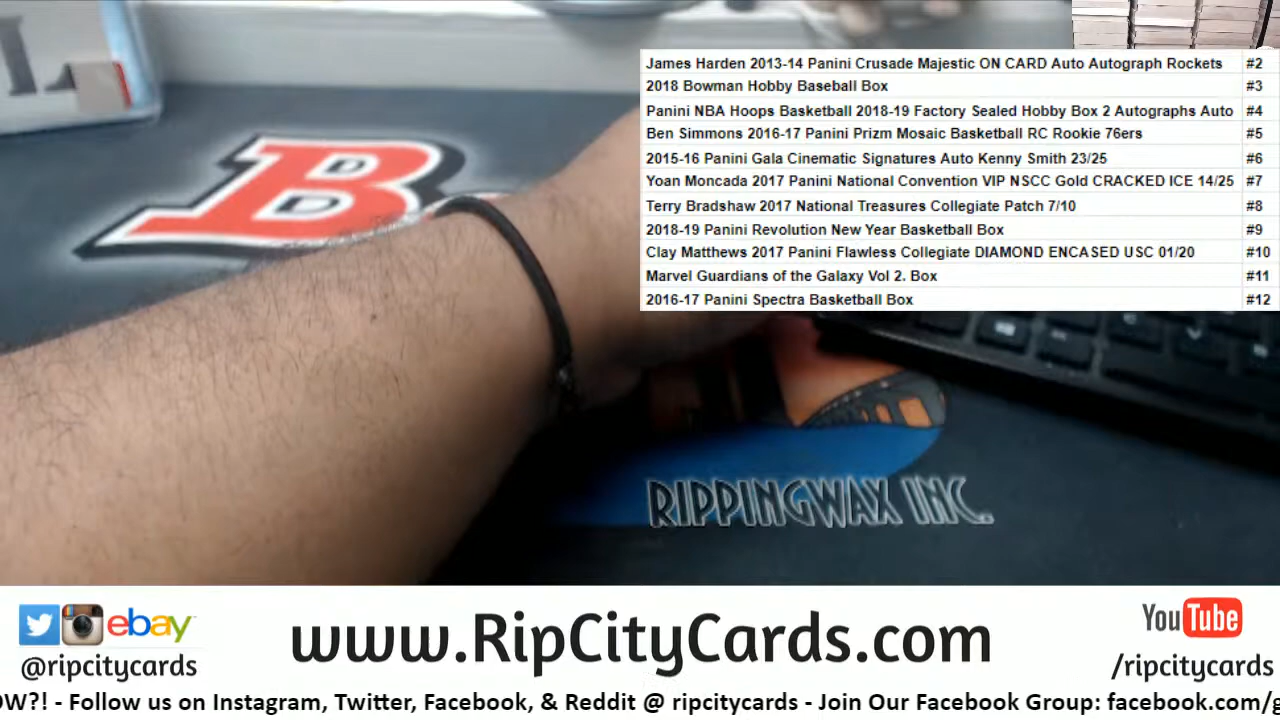 James Harden 2013-14 Panini Crusade Majestic ON CARD Auto Autograph Rockets #2
2018 Bowman Hobby Baseball Box #3
Panini NBA Hoops Basketball 2018-19 Factory Sealed Hobby Box 2 Autographs Auto #4
Ben Simmons 2016-17 Panini Prizm Mosaic Basketball RC Rookie 76ers #5
2015-16 Panini Gala Cinematic Signatures Auto Kenny Smith 23/25 #6
Yoan Moncada 2017 Panini National Convention VIP NSCC Gold CRACKED ICE 14/25 #7
Terry Bradshaw 2017 National Treasures Collegiate Patch 7/10 #8
2018-19 Panini Revolution New Year Basketball Box #9
Clay Matthews 2017 Panini Flawless Collegiate DIAMOND ENCASED USC 01/20 #10
Marvel Guardians of the Galaxy Vol 2. Box #11
2016-17 Panini Spectra Basketball Box #12
B
RIPPINGWAX INC.
ebay
@ripcitycards
www.RipCityCards.com
YouTube
/ripcitycards
OW?! - Follow us on Instagram, Twitter, Facebook, & Reddit @ ripcitycards - Join Our Facebook Group: facebook.com/g